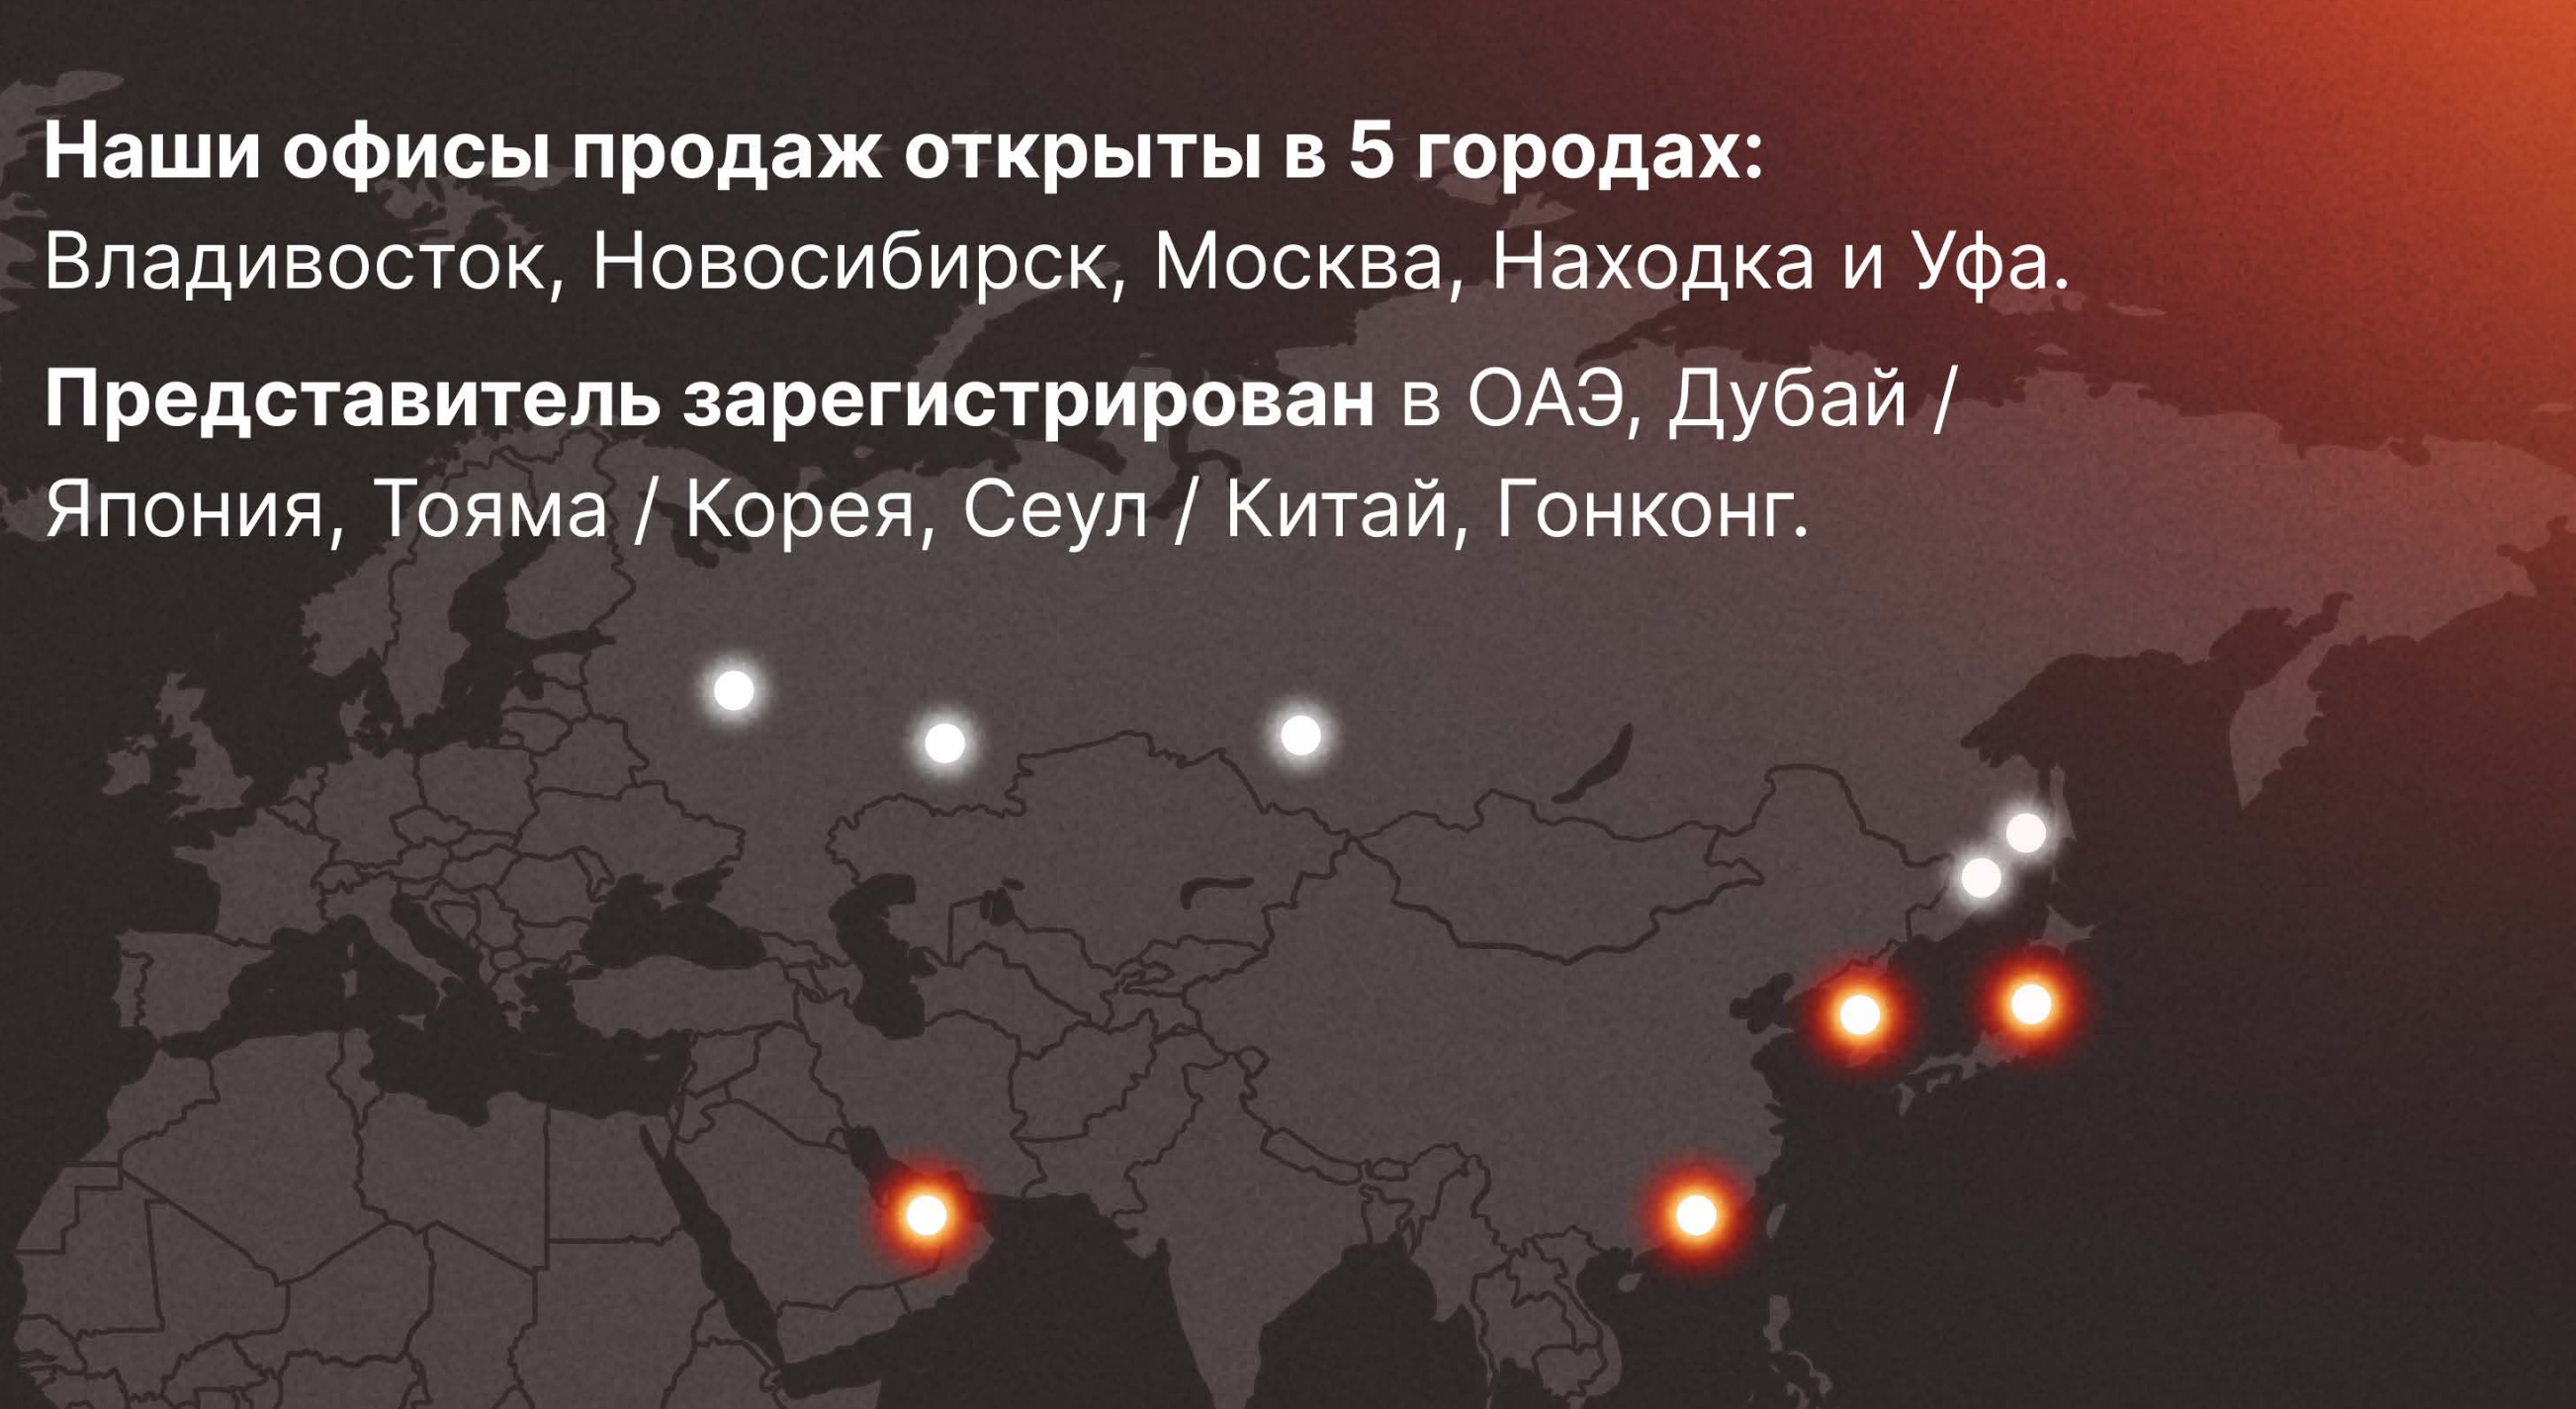 Наши офисы продаж открыты в 5 городах:
Владивосток, Новосибирск, Москва, Находка и Уфа.
Представитель зарегистрирован в ОАЭ, Дубай /
Япония, Тояма / Корея, Сеул / Китай, Гонконг.